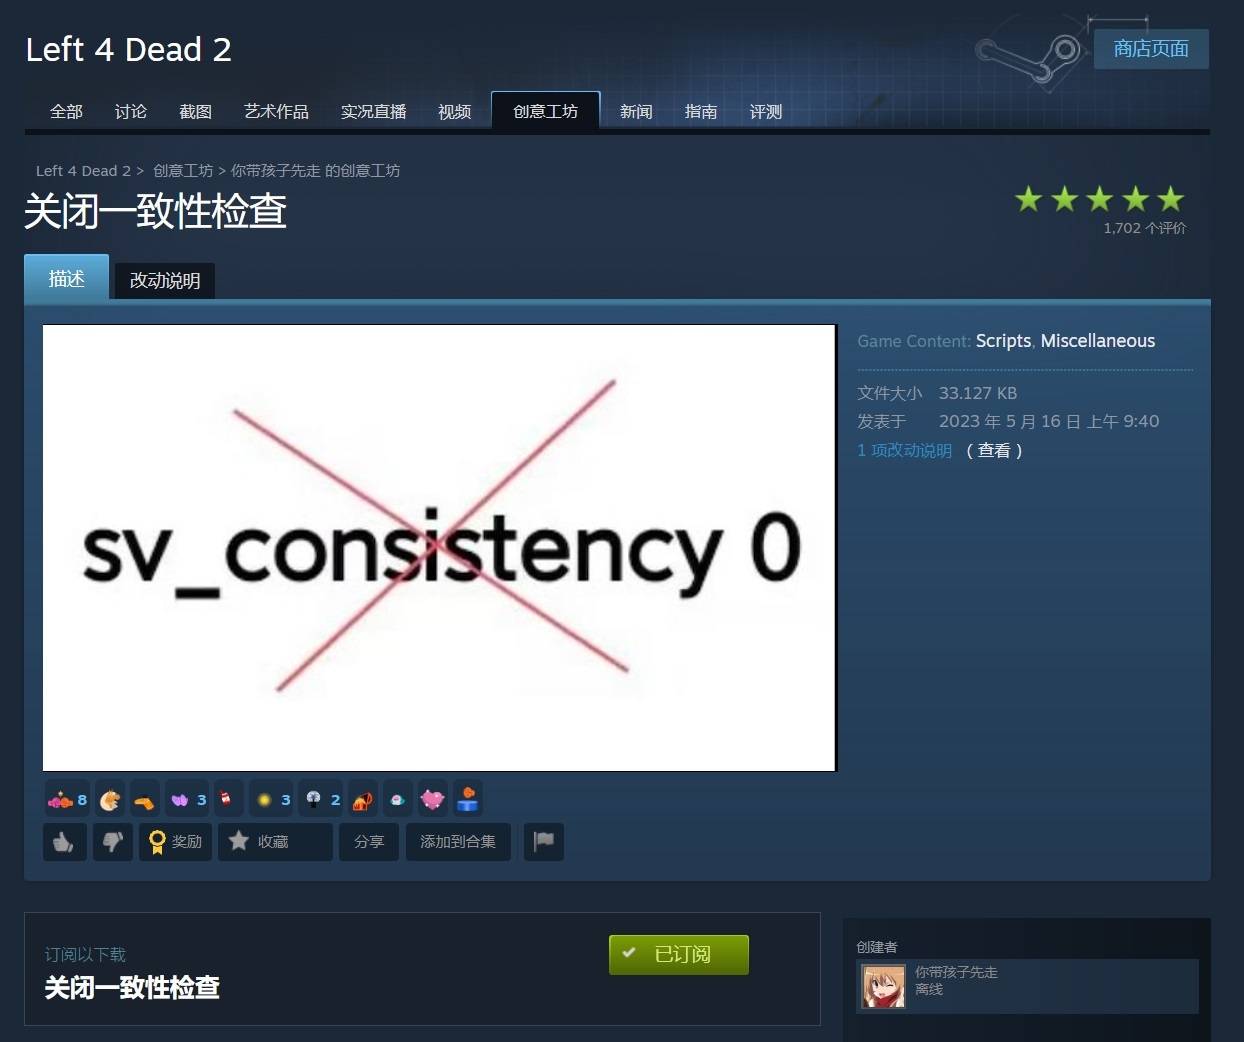 Left 4 Dead 2
商店页面
全部 讨论 截图 艺术作品 实况直播 视频 创意工坊 新闻 指南 评测
Left 4 Dead 2 > 创意工坊 > 你带孩子先走 的创意工坊
关闭一致性检查
1,702 个评价
描述 改动说明
sv_consistency 0
Game Content: Scripts, Miscellaneous
文件大小 33.127 KB
发表于 2023 年 5 月 16 日 上午 9:40
1 项改动说明 ( 查看 )
8 3 3 2
奖励 收藏 分享 添加到合集
订阅以下载
关闭一致性检查
已订阅
创建者
你带孩子先走
离线